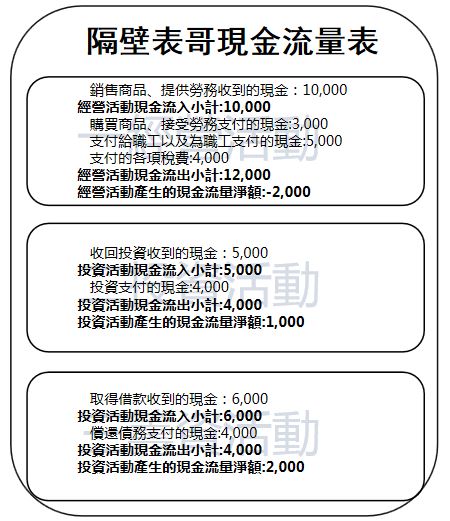 隔壁表哥現金流量表
銷售商品、提供勞務收到的現金：10,000
經營活動現金流入小計:10,000
購買商品、接受勞務支付的現金:3,000
支付給職工以及為職工支付的現金:5,000
支付的各項稅費:4,000
經營活動現金流出小計:12,000
經營活動產生的現金流量淨額:-2,000
收回投資收到的現金：5,000
投資活動現金流入小計:5,000
投資支付的現金:4,000
投資活動現金流出小計:4,000
投資活動產生的現金流量淨額:1,000
取得借款收到的現金：6,000
投資活動現金流入小計:6,000
償還債務支付的現金:4,000
投資活動現金流出小計:4,000
投資活動產生的現金流量淨額:2,000